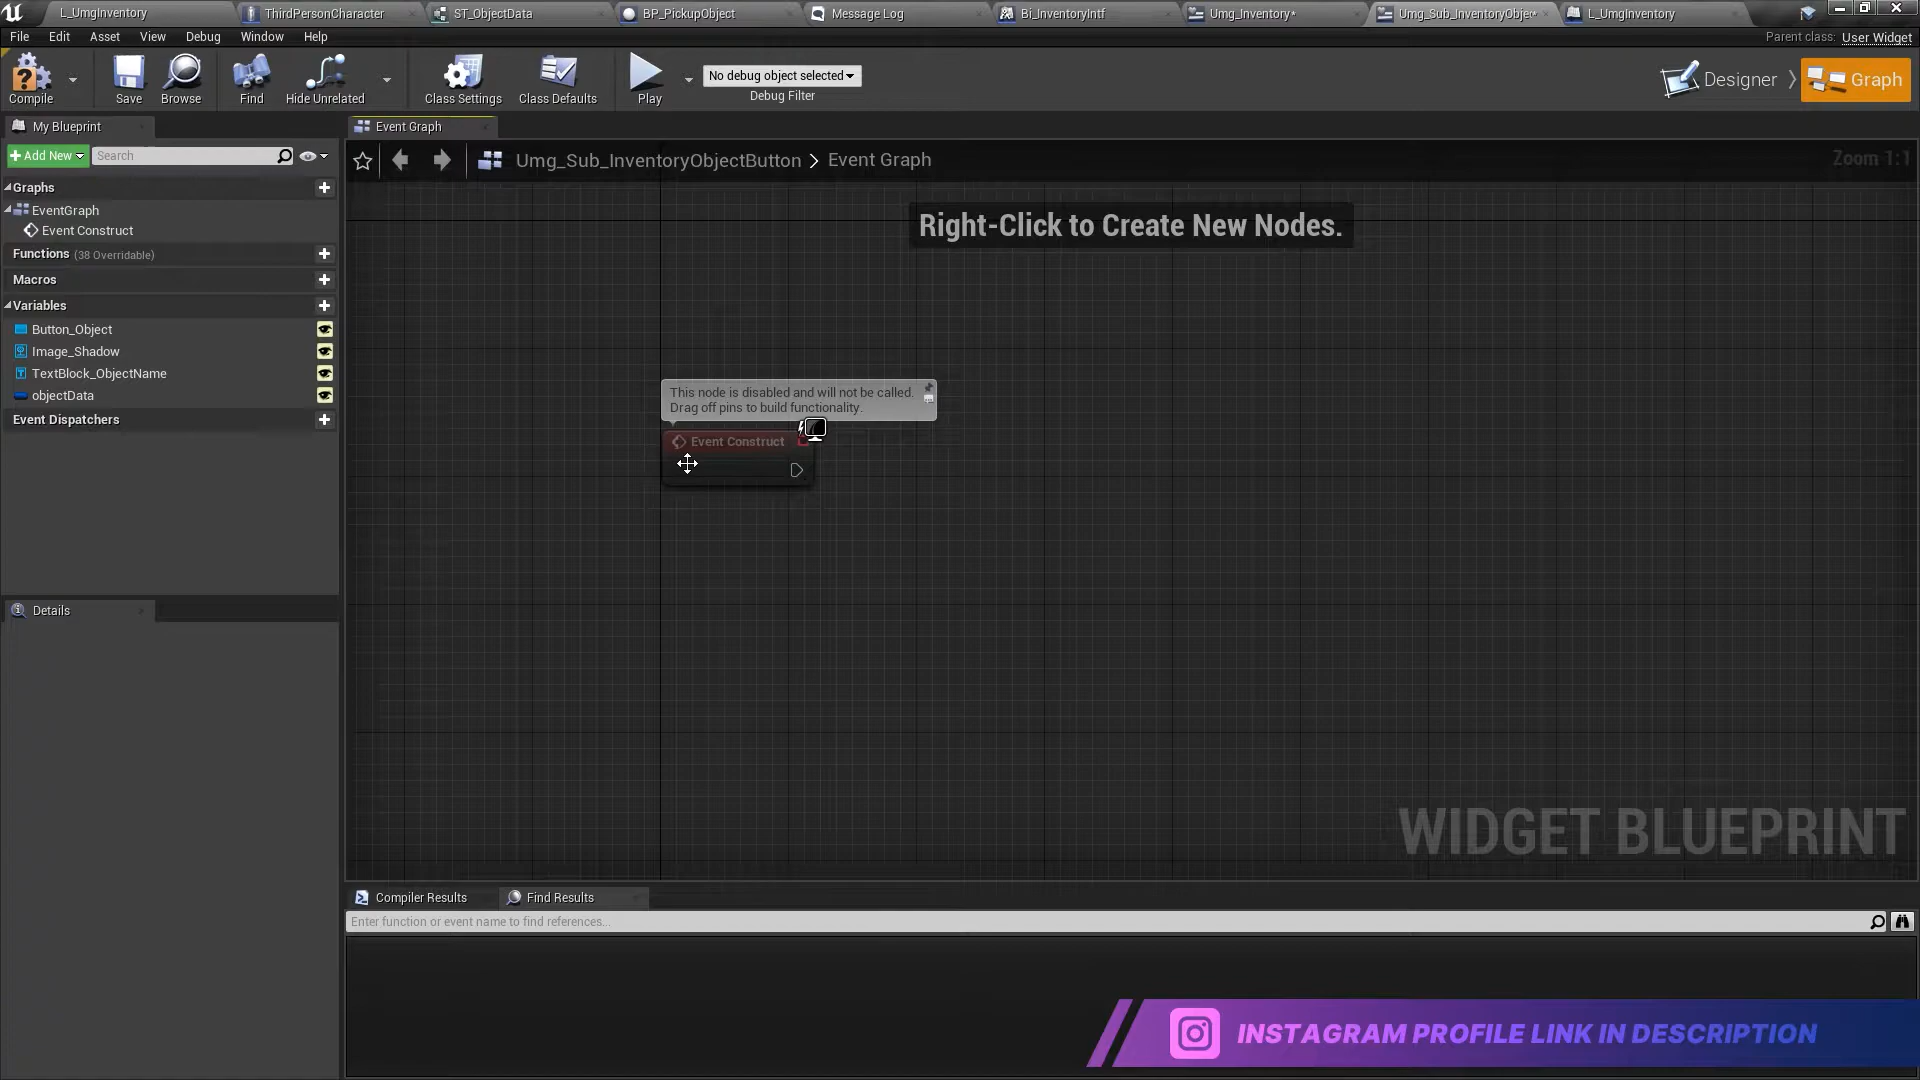 L_UmgInventory
ThirdPersonCharacter
ST_ObjectData
BP_PickupObject
Message Log
Bi_InventoryIntf
Umg_Inventory*
Umg_Sub_InventoryObje
L_UmgInventory
File Edit Asset View Debug Window Help
Parent class: User Widget
Compile
Save
Browse
Find
Hide Unrelated
Class Settings
Class Defaults
Play
No debug object selected
Debug Filter
Designer
Graph
My Blueprint
Event Graph
Add New
Search
Umg_Sub_InventoryObjectButton > Event Graph
Zoom 1:1
Graphs
EventGraph
Event Construct
Functions (38 Overridable)
Macros
Variables
Button_Object
Image_Shadow
TextBlock_ObjectName
objectData
Event Dispatchers
Right-Click to Create New Nodes.
This node is disabled and will not be called.
Drag off pins to build functionality.
Event Construct
Details
WIDGET BLUEPRINT
Compiler Results
Find Results
Enter function or event name to find references...
INSTAGRAM PROFILE LINK IN DESCRIPTION